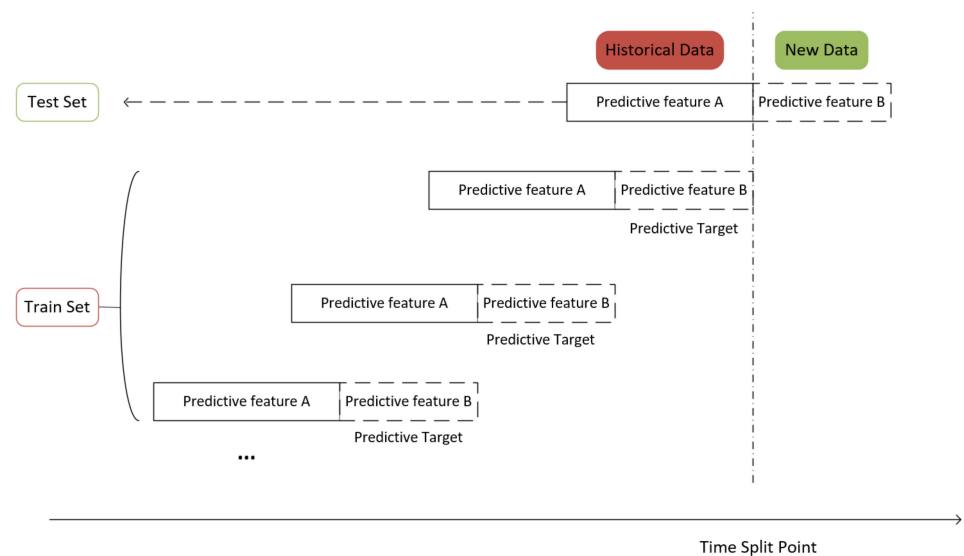 Historical Data
New Data
Test Set
Predictive feature A
Predictive feature B
Predictive feature A
Predictive feature B
Predictive Target
Train Set
Predictive feature A
Predictive feature B
Predictive Target
Predictive feature A
Predictive feature B
Predictive Target
...
Time Split Point